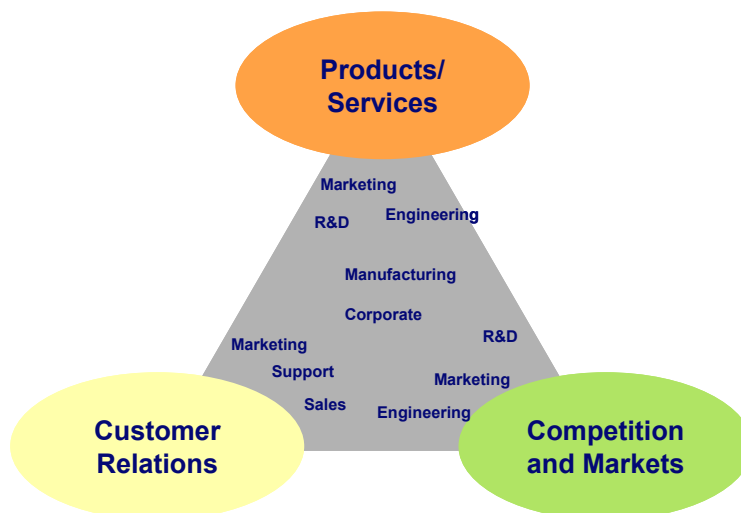 Products/
Services
Marketing
R&D
Engineering
Manufacturing
Corporate
R&D
Marketing
Support
Marketing
Sales
Engineering
Customer
Relations
Competition
and Markets